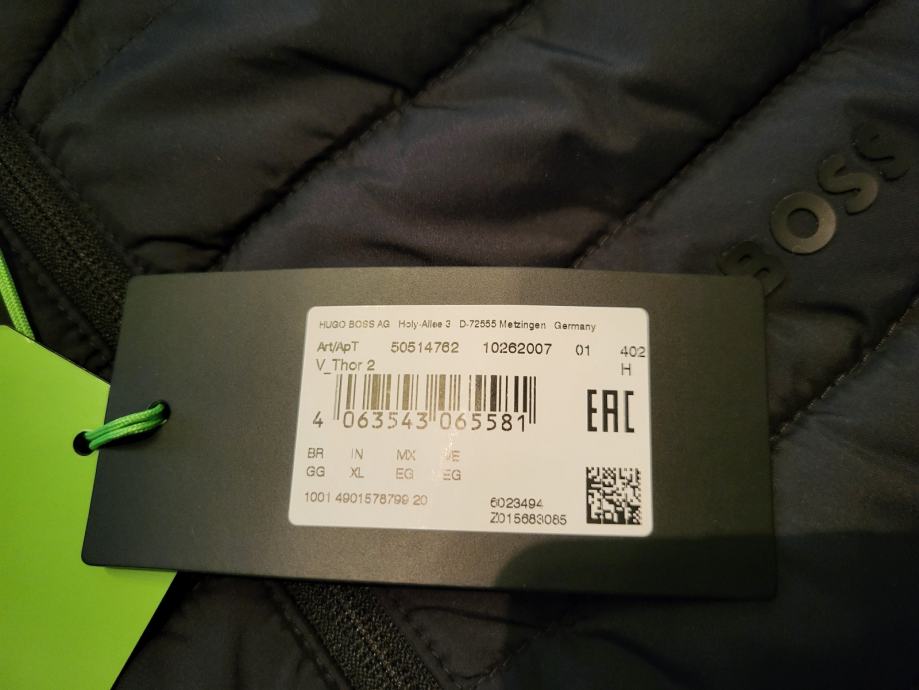 BOSS
HUGO BOSS AG Holy-Allee 3 D-72555 Metzingen Germany
Art/ApT 50514762 10262007 01 402
V_Thor 2 H
4 063543 065581
EAC
BR IN MX VE
GG XL EG EG
1001 4901578799 20 6023494
Z015683085